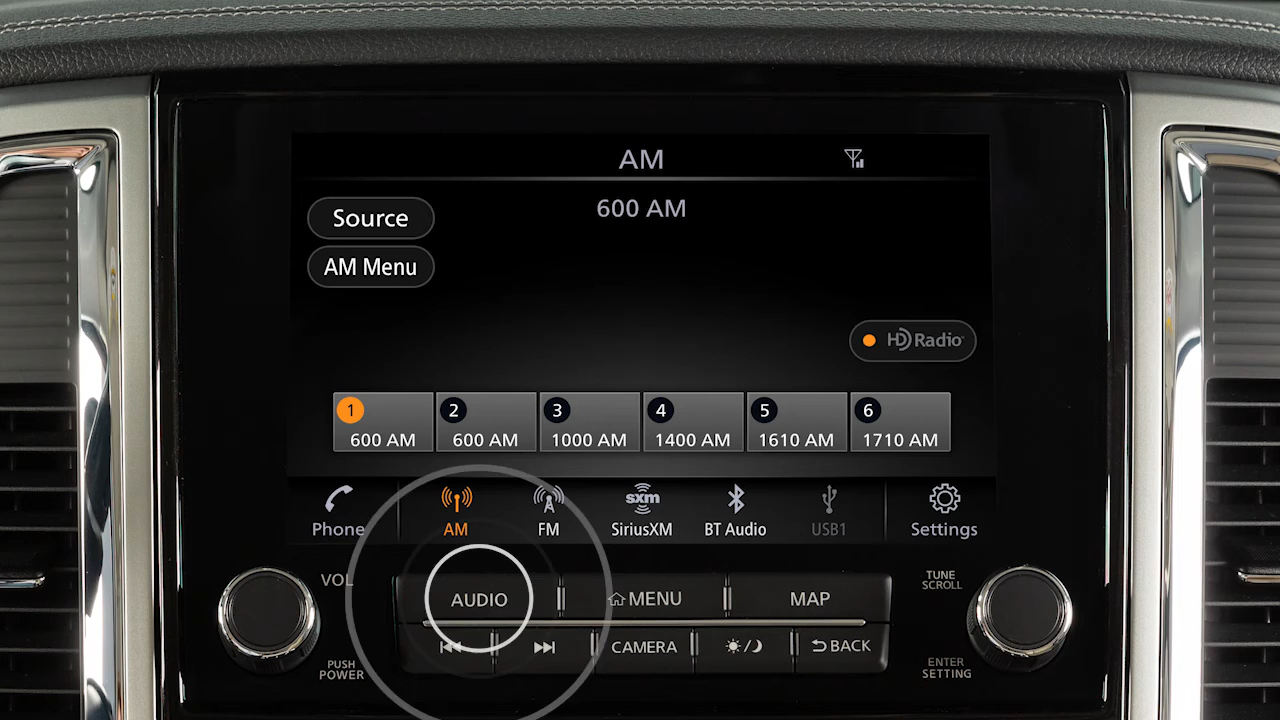 AM
600 AM
Source
AM Menu
HD Radio
1 2 3 4 5 6
600 AM 600 AM 1000 AM 1400 AM 1610 AM 1710 AM
sxm
Phone AM FM SiriusXM BT Audio USB1 Settings
VOL
AUDIO MENU MAP
TUNE
SCROLL
CAMERA BACK
PUSH
POWER
ENTER
SETTING